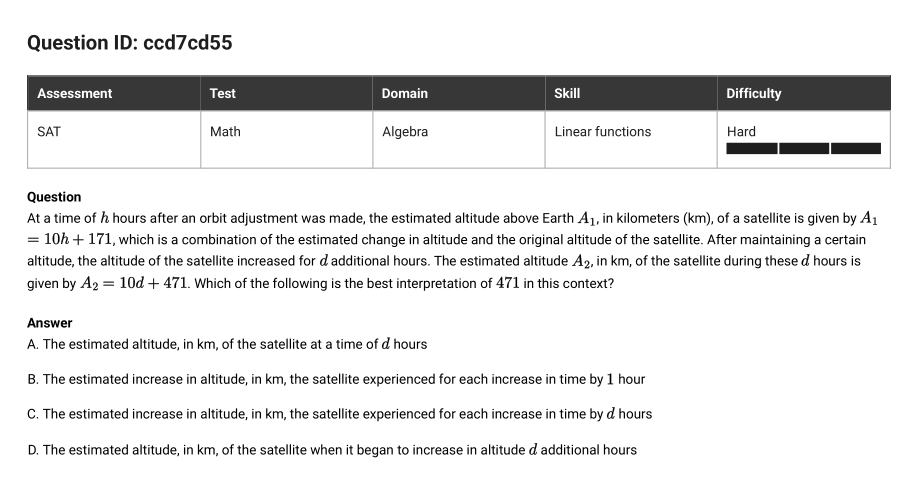 Question ID: ccd7cd55
Assessment Test Domain Skill Difficulty
SAT Math Algebra Linear functions Hard
Question
At a time of h hours after an orbit adjustment was made, the estimated altitude above Earth A₁, in kilometers (km), of a satellite is given by A₁
= 10h + 171, which is a combination of the estimated change in altitude and the original altitude of the satellite. After maintaining a certain
altitude, the altitude of the satellite increased for d additional hours. The estimated altitude A₂, in km, of the satellite during these d hours is
given by A₂ = 10d + 471. Which of the following is the best interpretation of 471 in this context?
Answer
A. The estimated altitude, in km, of the satellite at a time of d hours
B. The estimated increase in altitude, in km, the satellite experienced for each increase in time by 1 hour
C. The estimated increase in altitude, in km, the satellite experienced for each increase in time by d hours
D. The estimated altitude, in km, of the satellite when it began to increase in altitude d additional hours